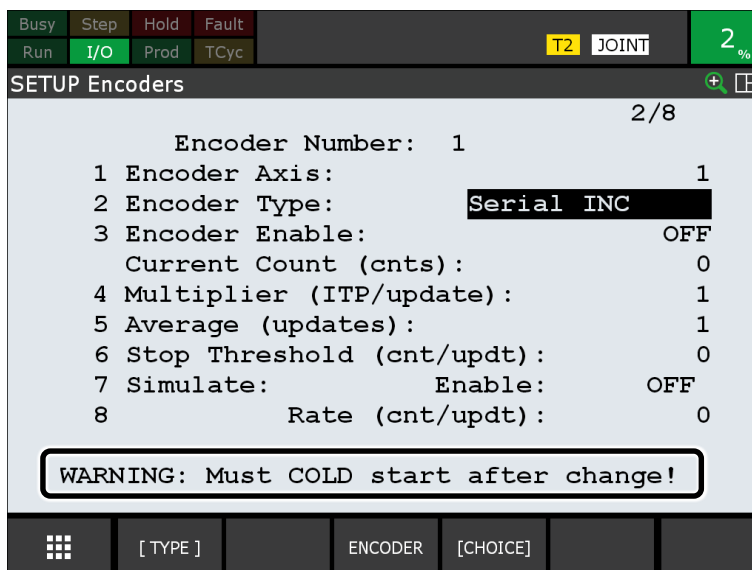 Busy Step Hold Fault
Run I/O Prod TCyc T2 JOINT 2 %
SETUP Encoders
2/8
Encoder Number: 1
1 Encoder Axis: 1
2 Encoder Type: Serial INC
3 Encoder Enable: OFF
Current Count (cnts): 0
4 Multiplier (ITP/update): 1
5 Average (updates): 1
6 Stop Threshold (cnt/updt): 0
7 Simulate: Enable: OFF
8 Rate (cnt/updt): 0
WARNING: Must COLD start after change!
[ TYPE ] ENCODER [CHOICE]